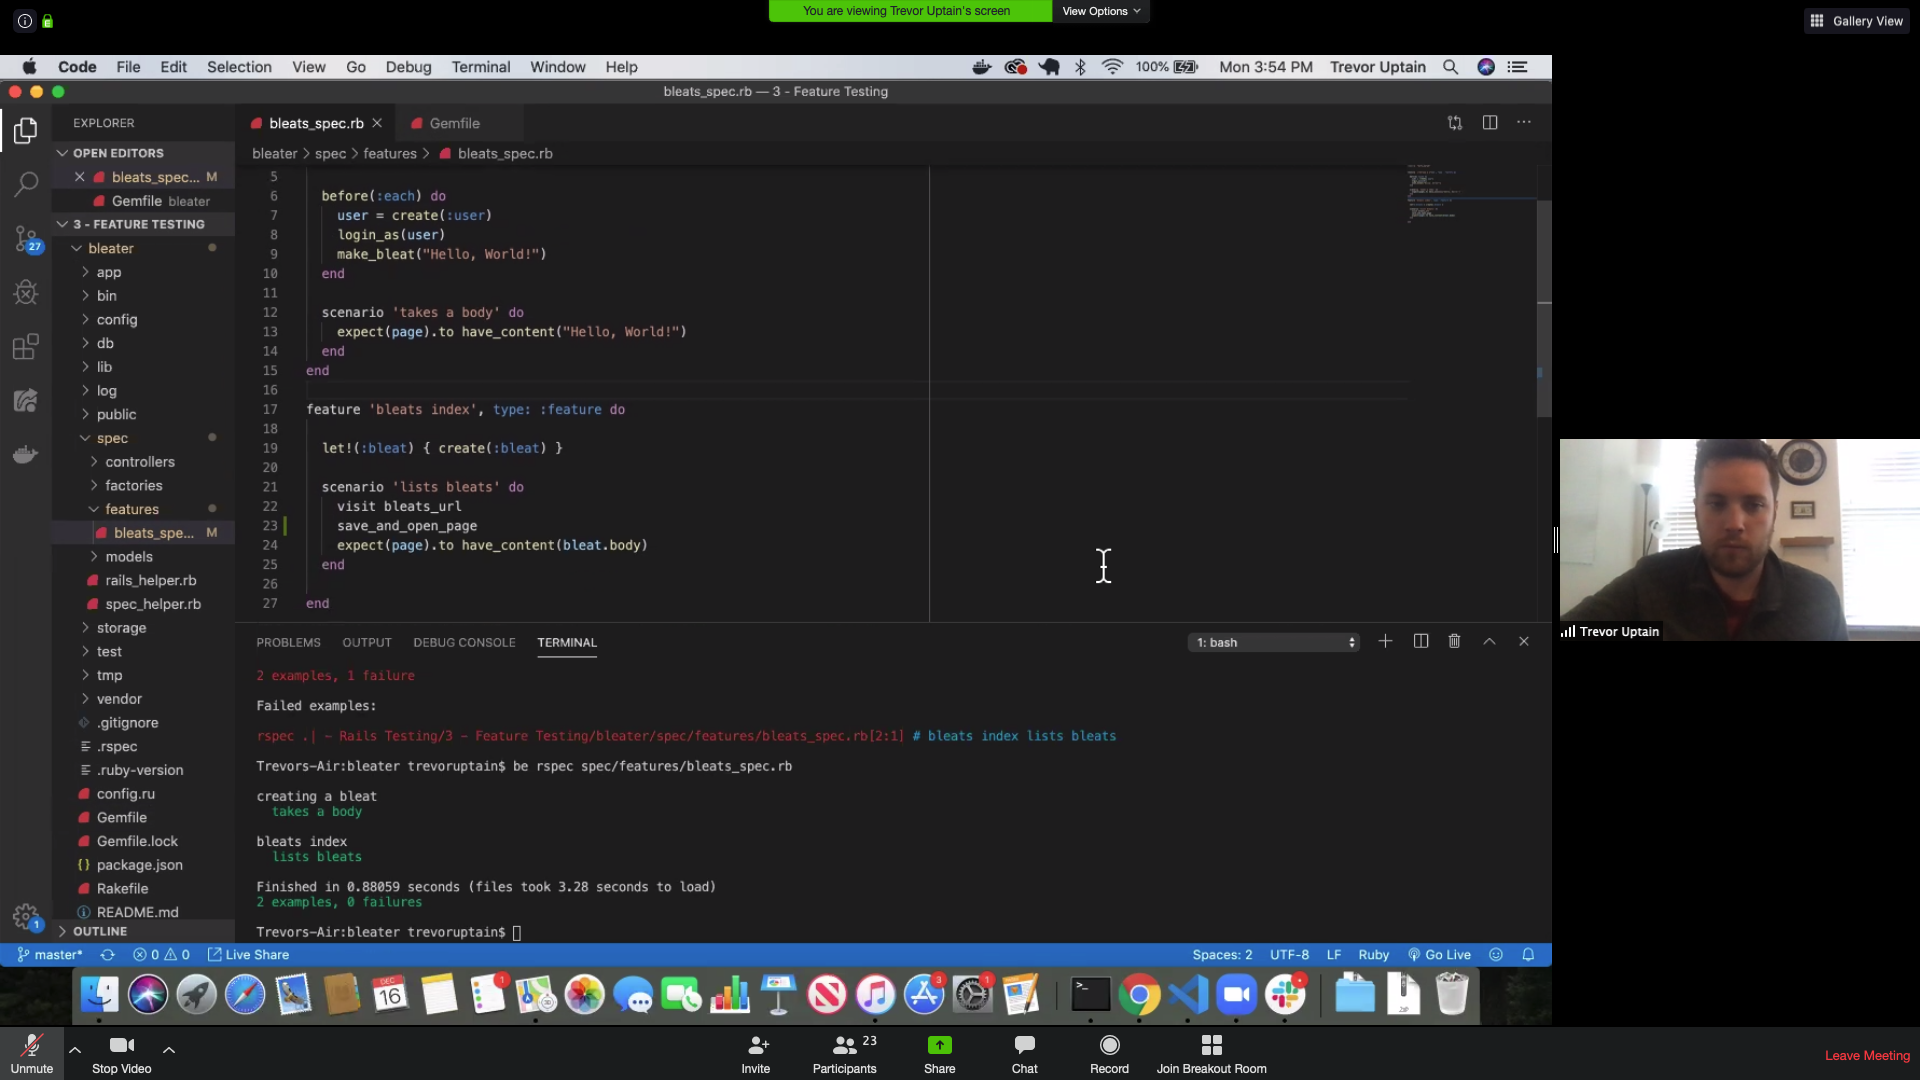 You are viewing Trevor Uptain's screen
View Options
Gallery View
Code File Edit Selection View Go Debug Terminal Window Help
100% Mon 3:54 PM Trevor Uptain
bleats_spec.rb — 3 - Feature Testing
EXPLORER
bleats_spec.rb
Gemfile
OPEN EDITORS
bleater > spec > features > bleats_spec.rb
bleats_spec... M
Gemfile bleater
3 - FEATURE TESTING
bleater
app
bin
config
db
lib
log
public
spec
controllers
factories
features
bleats_spe... M
models
rails_helper.rb
spec_helper.rb
storage
test
tmp
vendor
.gitignore
.rspec
.ruby-version
config.ru
Gemfile
Gemfile.lock
package.json
Rakefile
README.md
OUTLINE
27
1
5
6 before(:each) do
7 user = create(:user)
8 login_as(user)
9 make_bleat("Hello, World!")
10 end
11
12 scenario 'takes a body' do
13 expect(page).to have_content("Hello, World!")
14 end
15 end
16
17 feature 'bleats index', type: :feature do
18
19 let!(:bleat) { create(:bleat) }
20
21 scenario 'lists bleats' do
22 visit bleats_url
23 save_and_open_page
24 expect(page).to have_content(bleat.body)
25 end
26
27 end
PROBLEMS OUTPUT DEBUG CONSOLE TERMINAL
1: bash
2 examples, 1 failure
Failed examples:
rspec .| ~ Rails Testing/3 - Feature Testing/bleater/spec/features/bleats_spec.rb[2:1] # bleats index lists bleats
Trevors-Air:bleater trevoruptain$ be rspec spec/features/bleats_spec.rb
creating a bleat
takes a body
bleats index
lists bleats
Finished in 0.88059 seconds (files took 3.28 seconds to load)
2 examples, 0 failures
Trevors-Air:bleater trevoruptain$
master* 0 0 Live Share
Spaces: 2 UTF-8 LF Ruby Go Live
DEC
16
1
3
1
Trevor Uptain
Unmute
Stop Video
Invite
Participants 23
Share
Chat
Record
Join Breakout Room
Leave Meeting